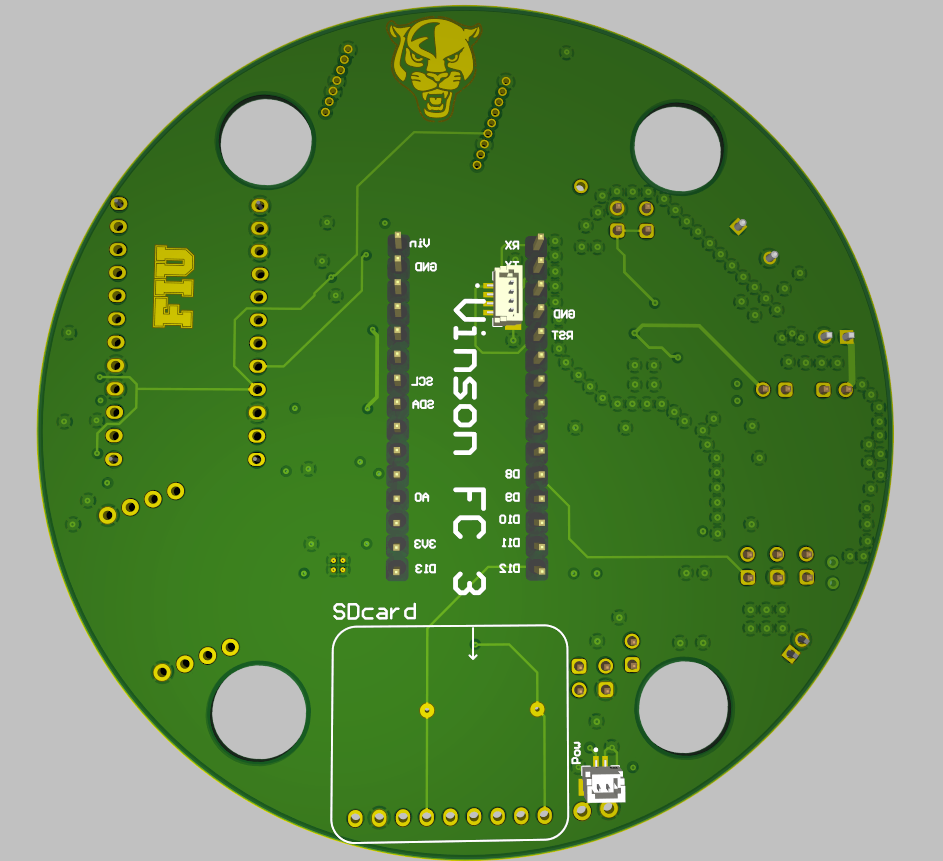 Vin
GND
RX
TX
FIU
GND
RST
Vinson FC 3
SCL
SDA
D8
A0
D9
D10
3V3
D11
D13
D12
SDcard
Pow